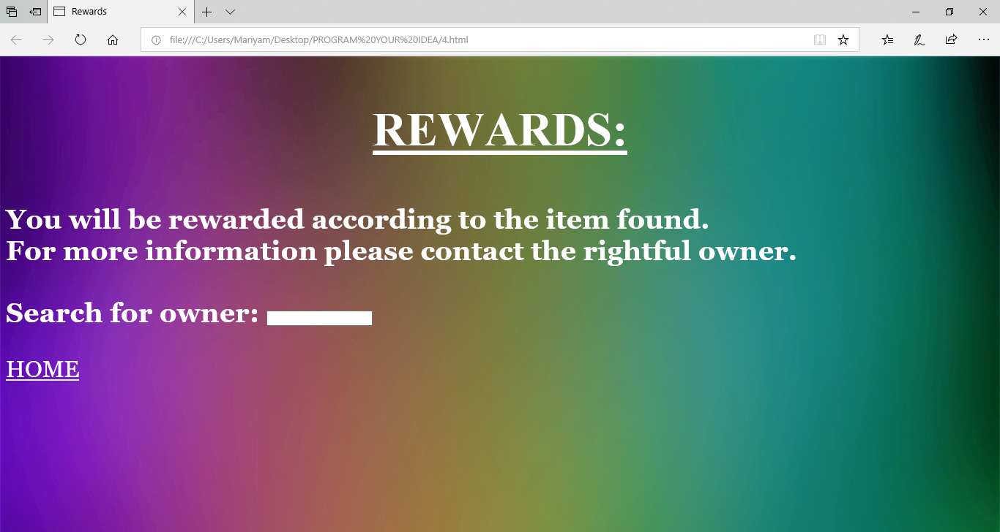 Rewards
file:///C:/Users/Mariyam/Desktop/PROGRAM%20YOUR%20IDEA/4.html
REWARDS:
You will be rewarded according to the item found.
For more information please contact the rightful owner.
Search for owner:
HOME